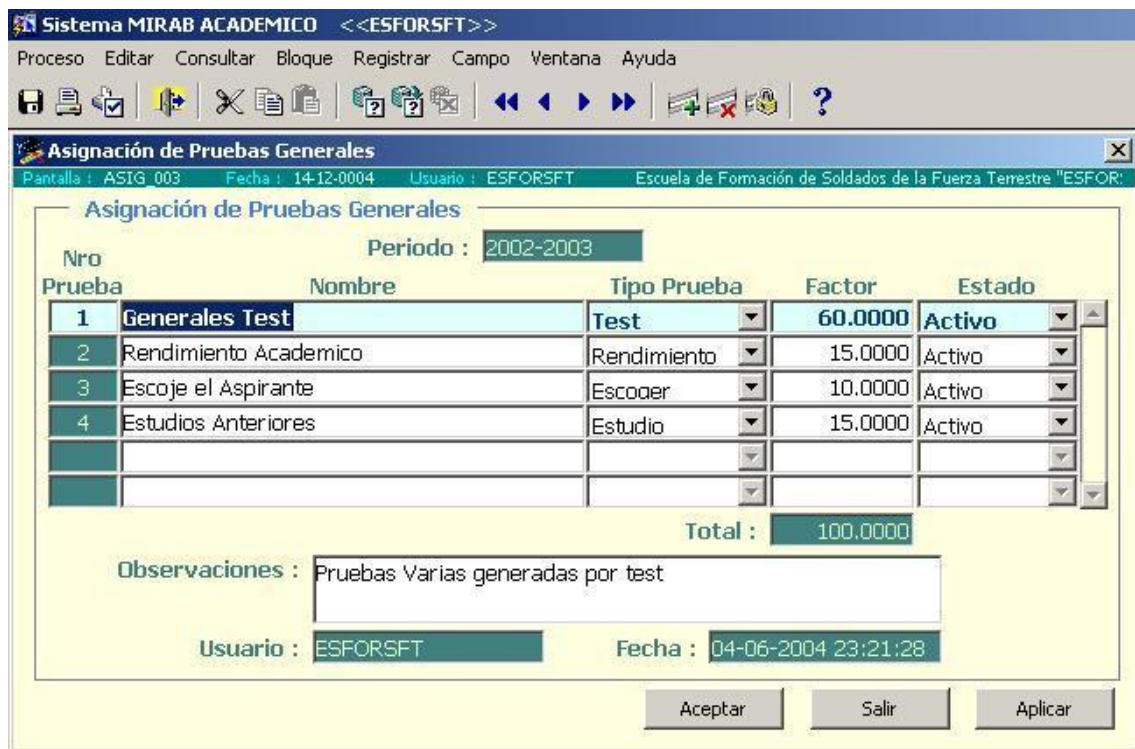 Sistema MIRAB ACADEMICO <<ESFORSFT>>
Proceso Editar Consultar Bloque Registrar Campo Ventana Ayuda
Asignación de Pruebas Generales
Pantalla : ASIG_003 Fecha : 14-12-0004 Usuario : ESFORSFT Escuela de Formación de Soldados de la Fuerza Terrestre "ESFOR:
Asignación de Pruebas Generales
Periodo : 2002-2003
Nro Prueba Nombre Tipo Prueba Factor Estado
1 Generales Test Test 60.0000 Activo
2 Rendimiento Academico Rendimiento 15.0000 Activo
3 Escoje el Aspirante Escoger 10.0000 Activo
4 Estudios Anteriores Estudio 15.0000 Activo
Total : 100.0000
Observaciones : Pruebas Varias generadas por test
Usuario : ESFORSFT Fecha : 04-06-2004 23:21:28
Aceptar Salir Aplicar